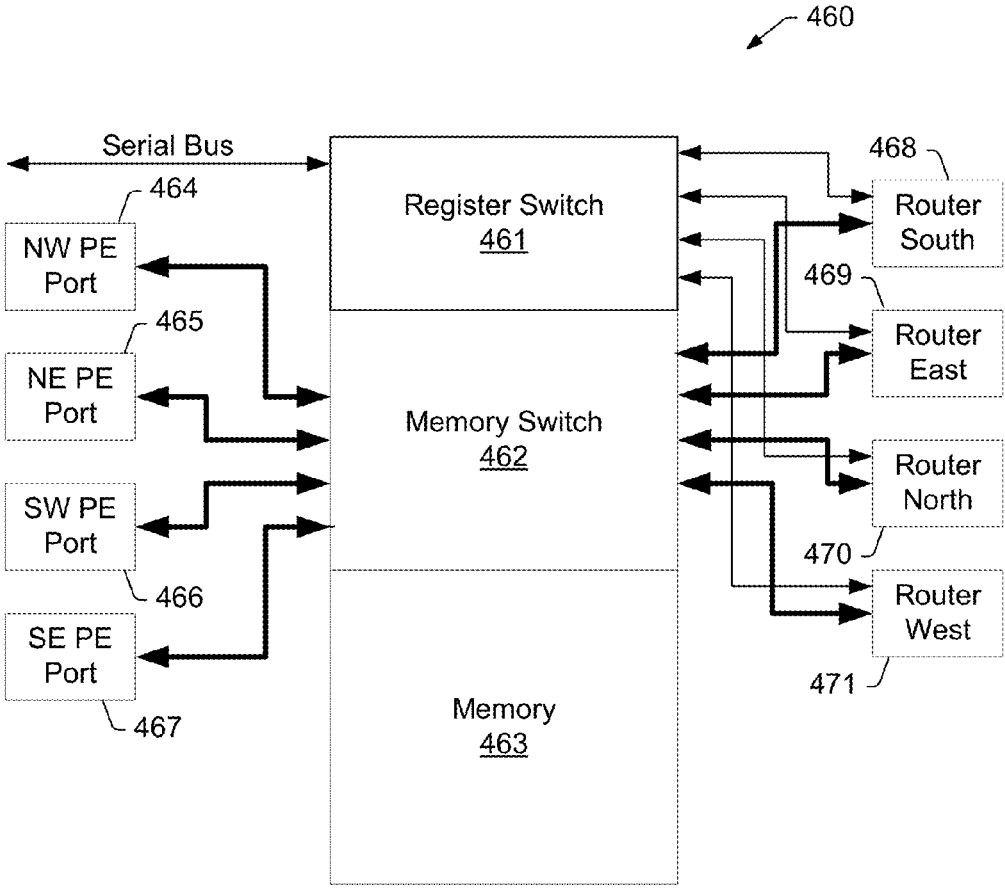 460
Serial Bus
464
NW PE
Port
465
NE PE
Port
SW PE
Port
466
SE PE
Port
467
Register Switch
461
Memory Switch
462
Memory
463
468
Router
South
469
Router
East
Router
North
470
Router
West
471